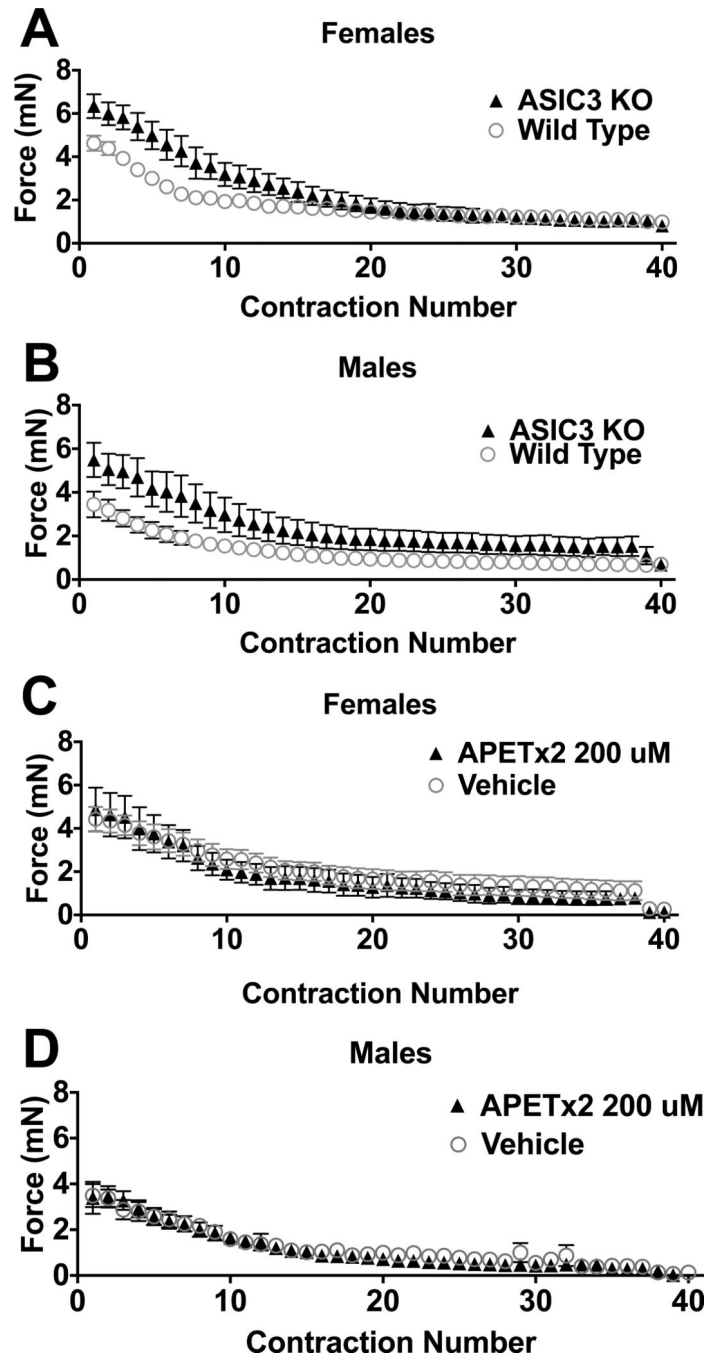 A
Females
Force (mN)
8
6
4
2
0
ASIC3 KO
Wild Type
0 10 20 30 40
Contraction Number
B
Males
Force (mN)
8
6
4
2
0
ASIC3 KO
Wild Type
0 10 20 30 40
Contraction Number
C
Females
Force (mN)
8
6
4
2
0
APETx2 200 uM
Vehicle
0 10 20 30 40
Contraction Number
D
Males
Force (mN)
8
6
4
2
0
APETx2 200 uM
Vehicle
0 10 20 30 40
Contraction Number